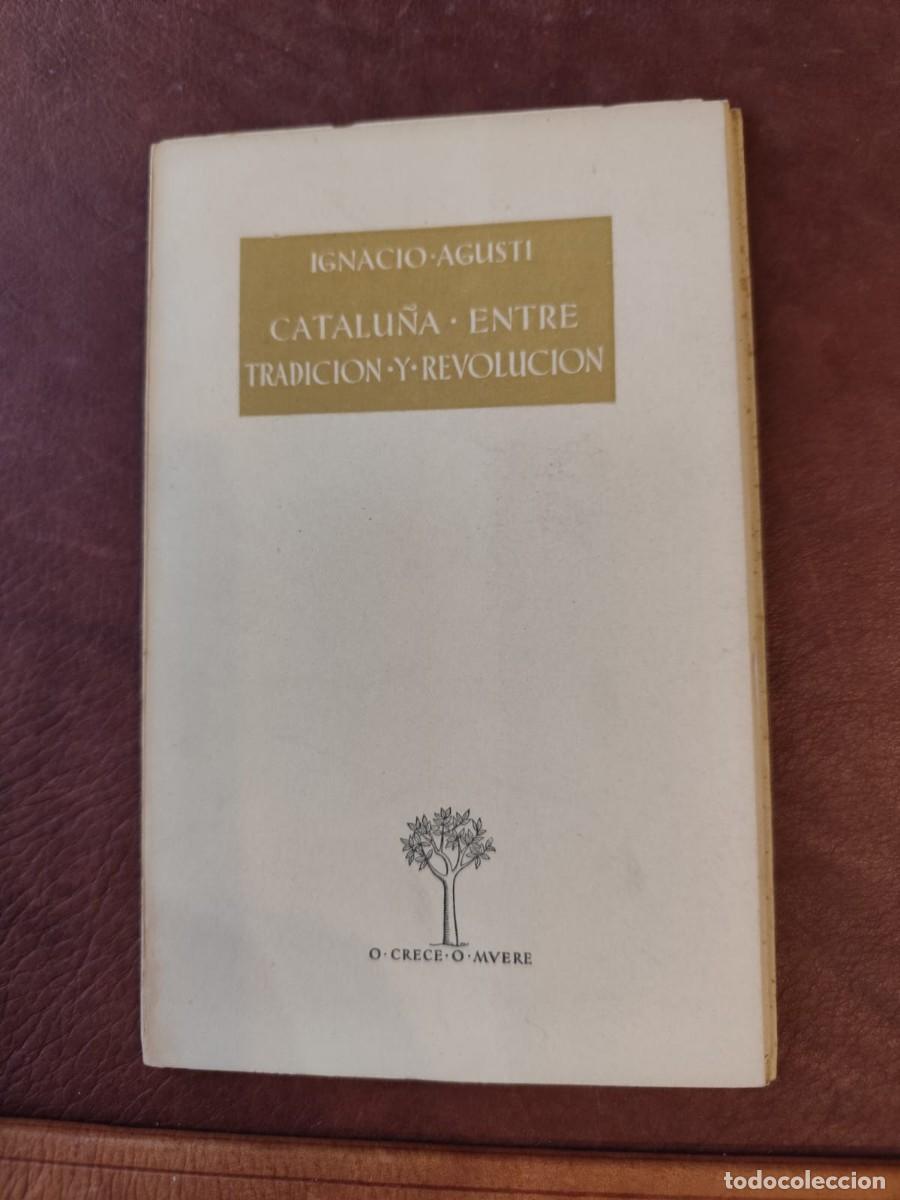 IGNACIO·AGUSTI
CATALUÑA·ENTRE
TRADICION·Y·REVOLUCION
O·CRECE·O·MVERE
todocoleccion